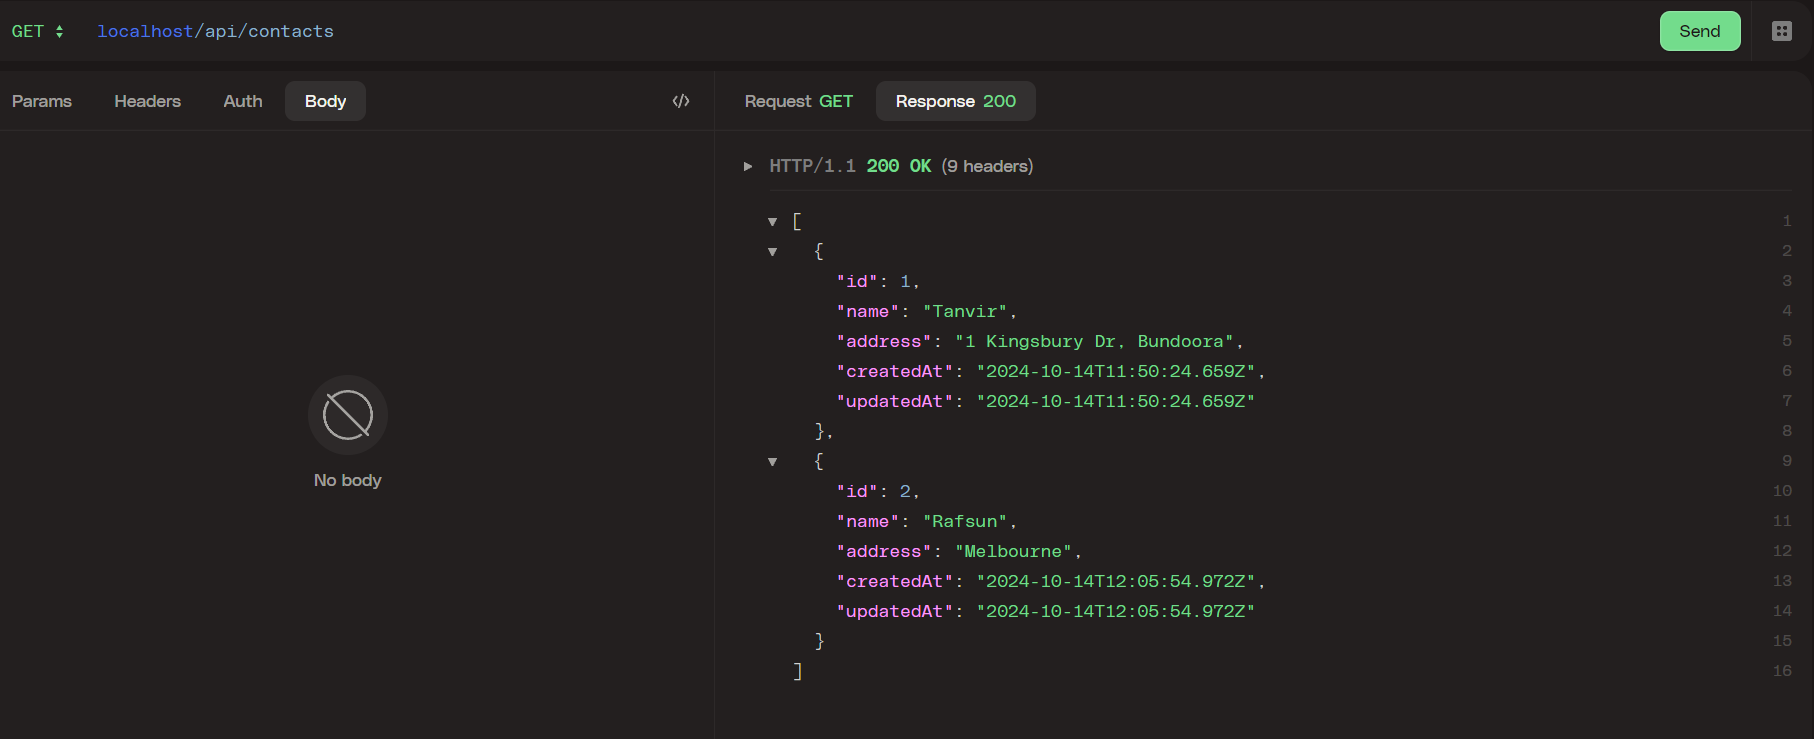 GET localhost/api/contacts Send
Params Headers Auth Body </> Request GET Response 200
No body
HTTP/1.1 200 OK (9 headers)
[ 1
{ 2
"id": 1, 3
"name": "Tanvir", 4
"address": "1 Kingsbury Dr, Bundoora", 5
"createdAt": "2024-10-14T11:50:24.659Z", 6
"updatedAt": "2024-10-14T11:50:24.659Z" 7
}, 8
{ 9
"id": 2, 10
"name": "Rafsun", 11
"address": "Melbourne", 12
"createdAt": "2024-10-14T12:05:54.972Z", 13
"updatedAt": "2024-10-14T12:05:54.972Z" 14
} 15
] 16